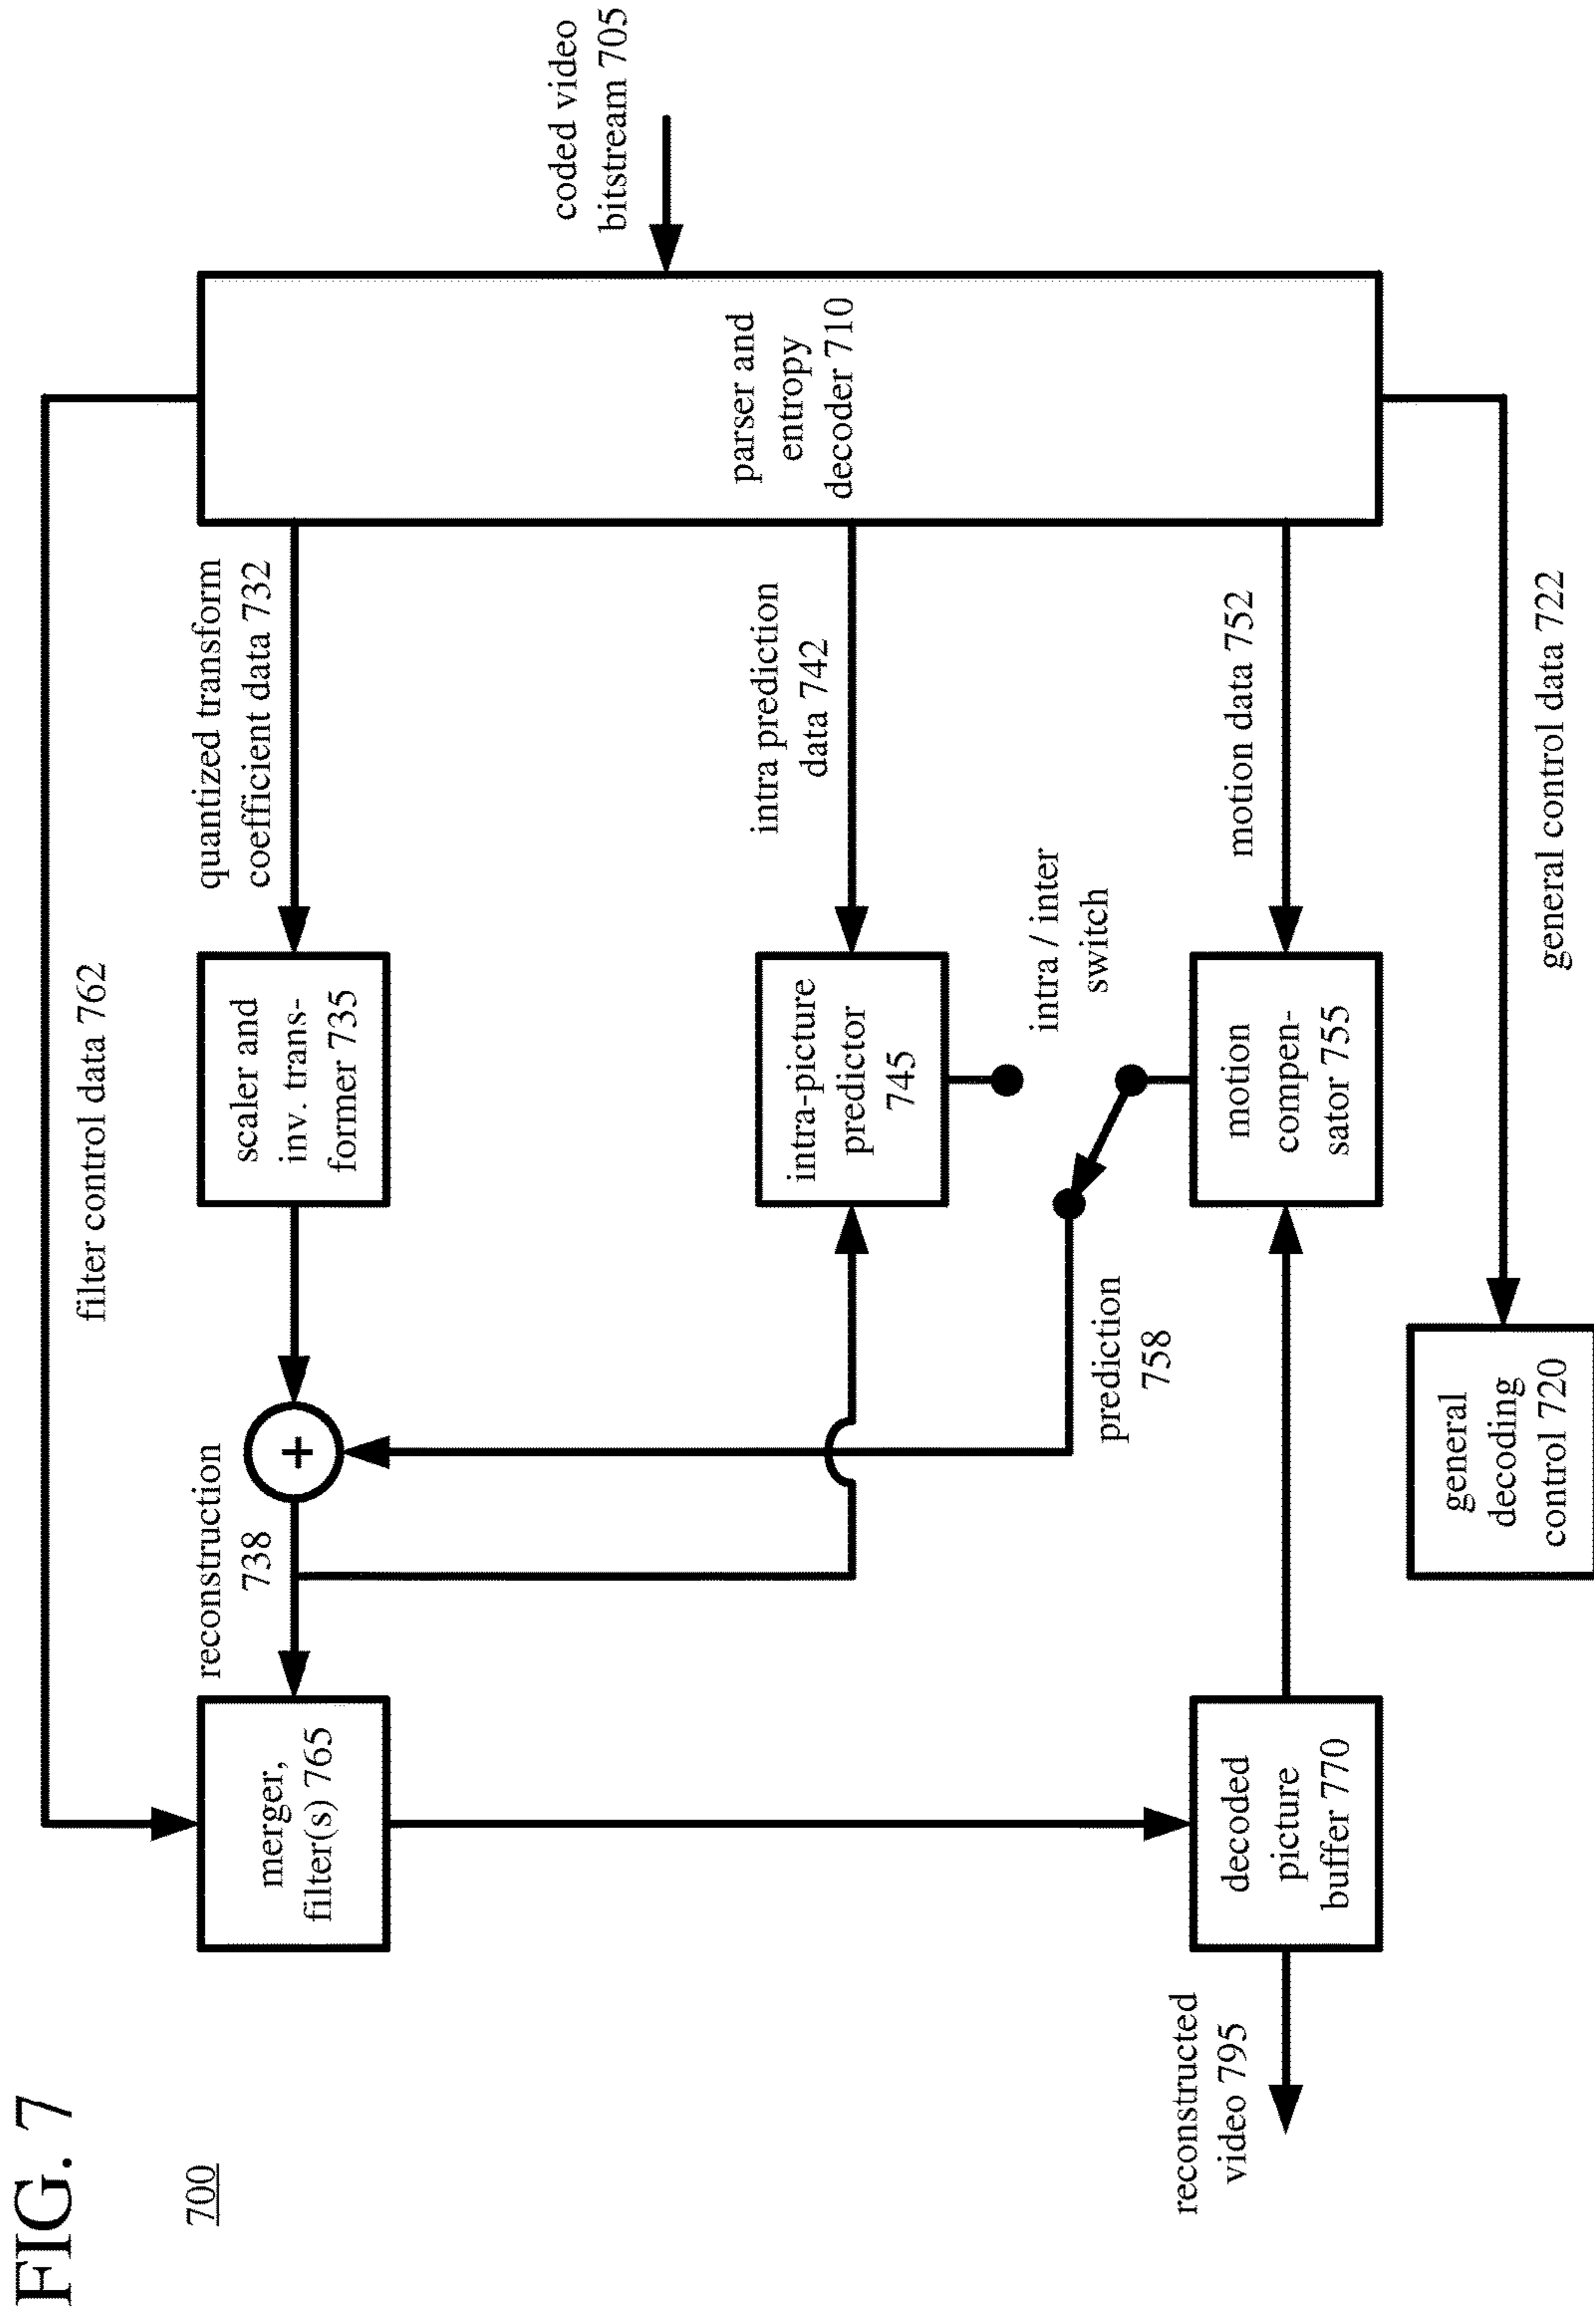 FIG. 7
700
coded video
bitstream 705
parser and
entropy
decoder 710
filter control data 762
quantized transform
coefficient data 732
intra prediction
data 742
motion data 752
general control data 722
scaler and
inv. trans-
former 735
intra-picture
predictor
745
intra / inter
switch
motion
compen-
sator 755
+
reconstruction
738
prediction
758
general
decoding
control 720
merger,
filter(s) 765
decoded
picture
buffer 770
reconstructed
video 795